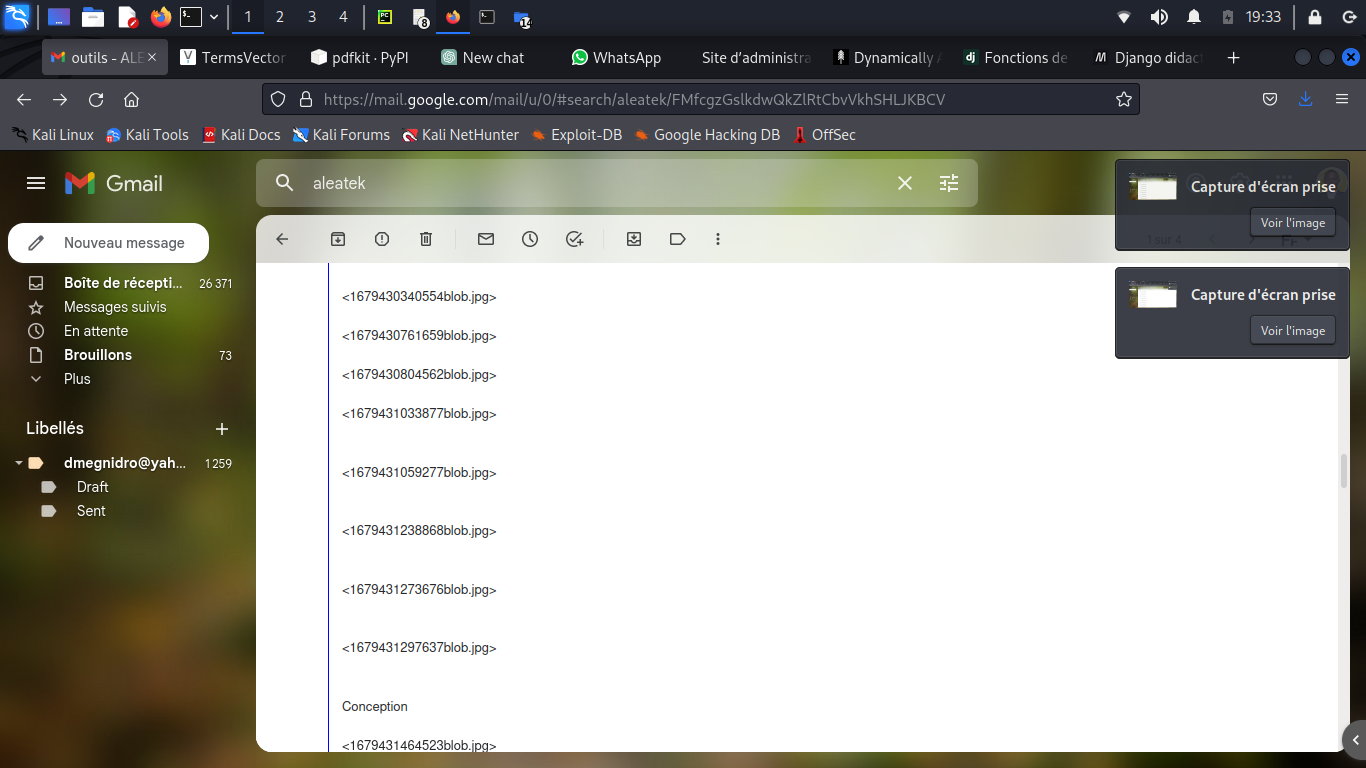 1 2 3 4 8 14 19:33
outils - ALE TermsVector pdfkit · PyPI New chat WhatsApp Site d'administra Dynamically Fonctions de Django didac
https://mail.google.com/mail/u/0/#search/aleatek/FMfcgzGslkdwQkZlRtCbvVkhSHLJKBCV
Kali Linux Kali Tools Kali Docs Kali Forums Kali NetHunter Exploit-DB Google Hacking DB OffSec
Gmail
aleatek
Capture d'écran prise
Voir l'image
Nouveau message
1 sur 4
Boîte de récepti... 26 371
Messages suivis
En attente
Brouillons 73
Plus
Capture d'écran prise
Voir l'image
Libellés
dmegnidro@yah... 1 259
Draft
Sent
<1679430340554blob.jpg>
<1679430761659blob.jpg>
<1679430804562blob.jpg>
<1679431033877blob.jpg>
<1679431059277blob.jpg>
<1679431238868blob.jpg>
<1679431273676blob.jpg>
<1679431297637blob.jpg>
Conception
<1679431464523blob.jpg>